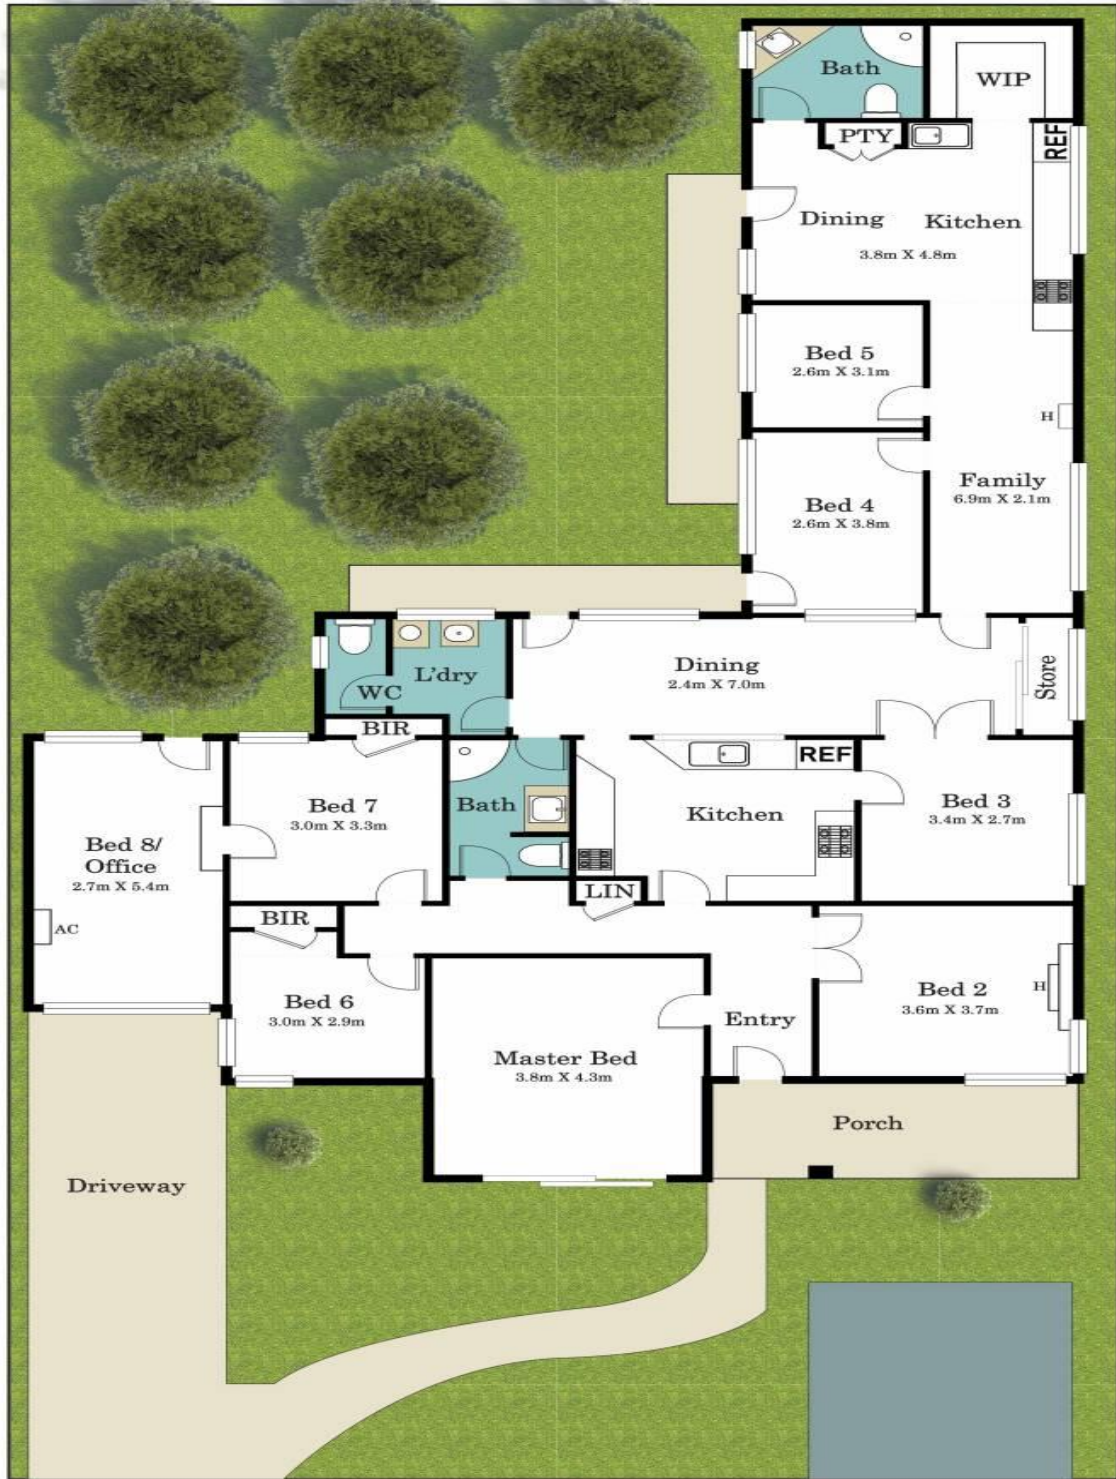 Bath
WIP
PTY
REF
Dining
Kitchen
3.8m X 4.8m
Bed 5
2.6m X 3.1m
H
Family
6.9m X 2.1m
Bed 4
2.6m X 3.8m
Dining
2.4m X 7.0m
Store
L'dry
WC
BIR
REF
Bath
Kitchen
Bed 3
3.4m X 2.7m
Bed 7
3.0m X 3.3m
Bed 8/
Office
2.7m X 5.4m
AC
LIN
BIR
Bed 6
3.0m X 2.9m
Bed 2
3.6m X 3.7m
H
Entry
Master Bed
3.8m X 4.3m
Porch
Driveway